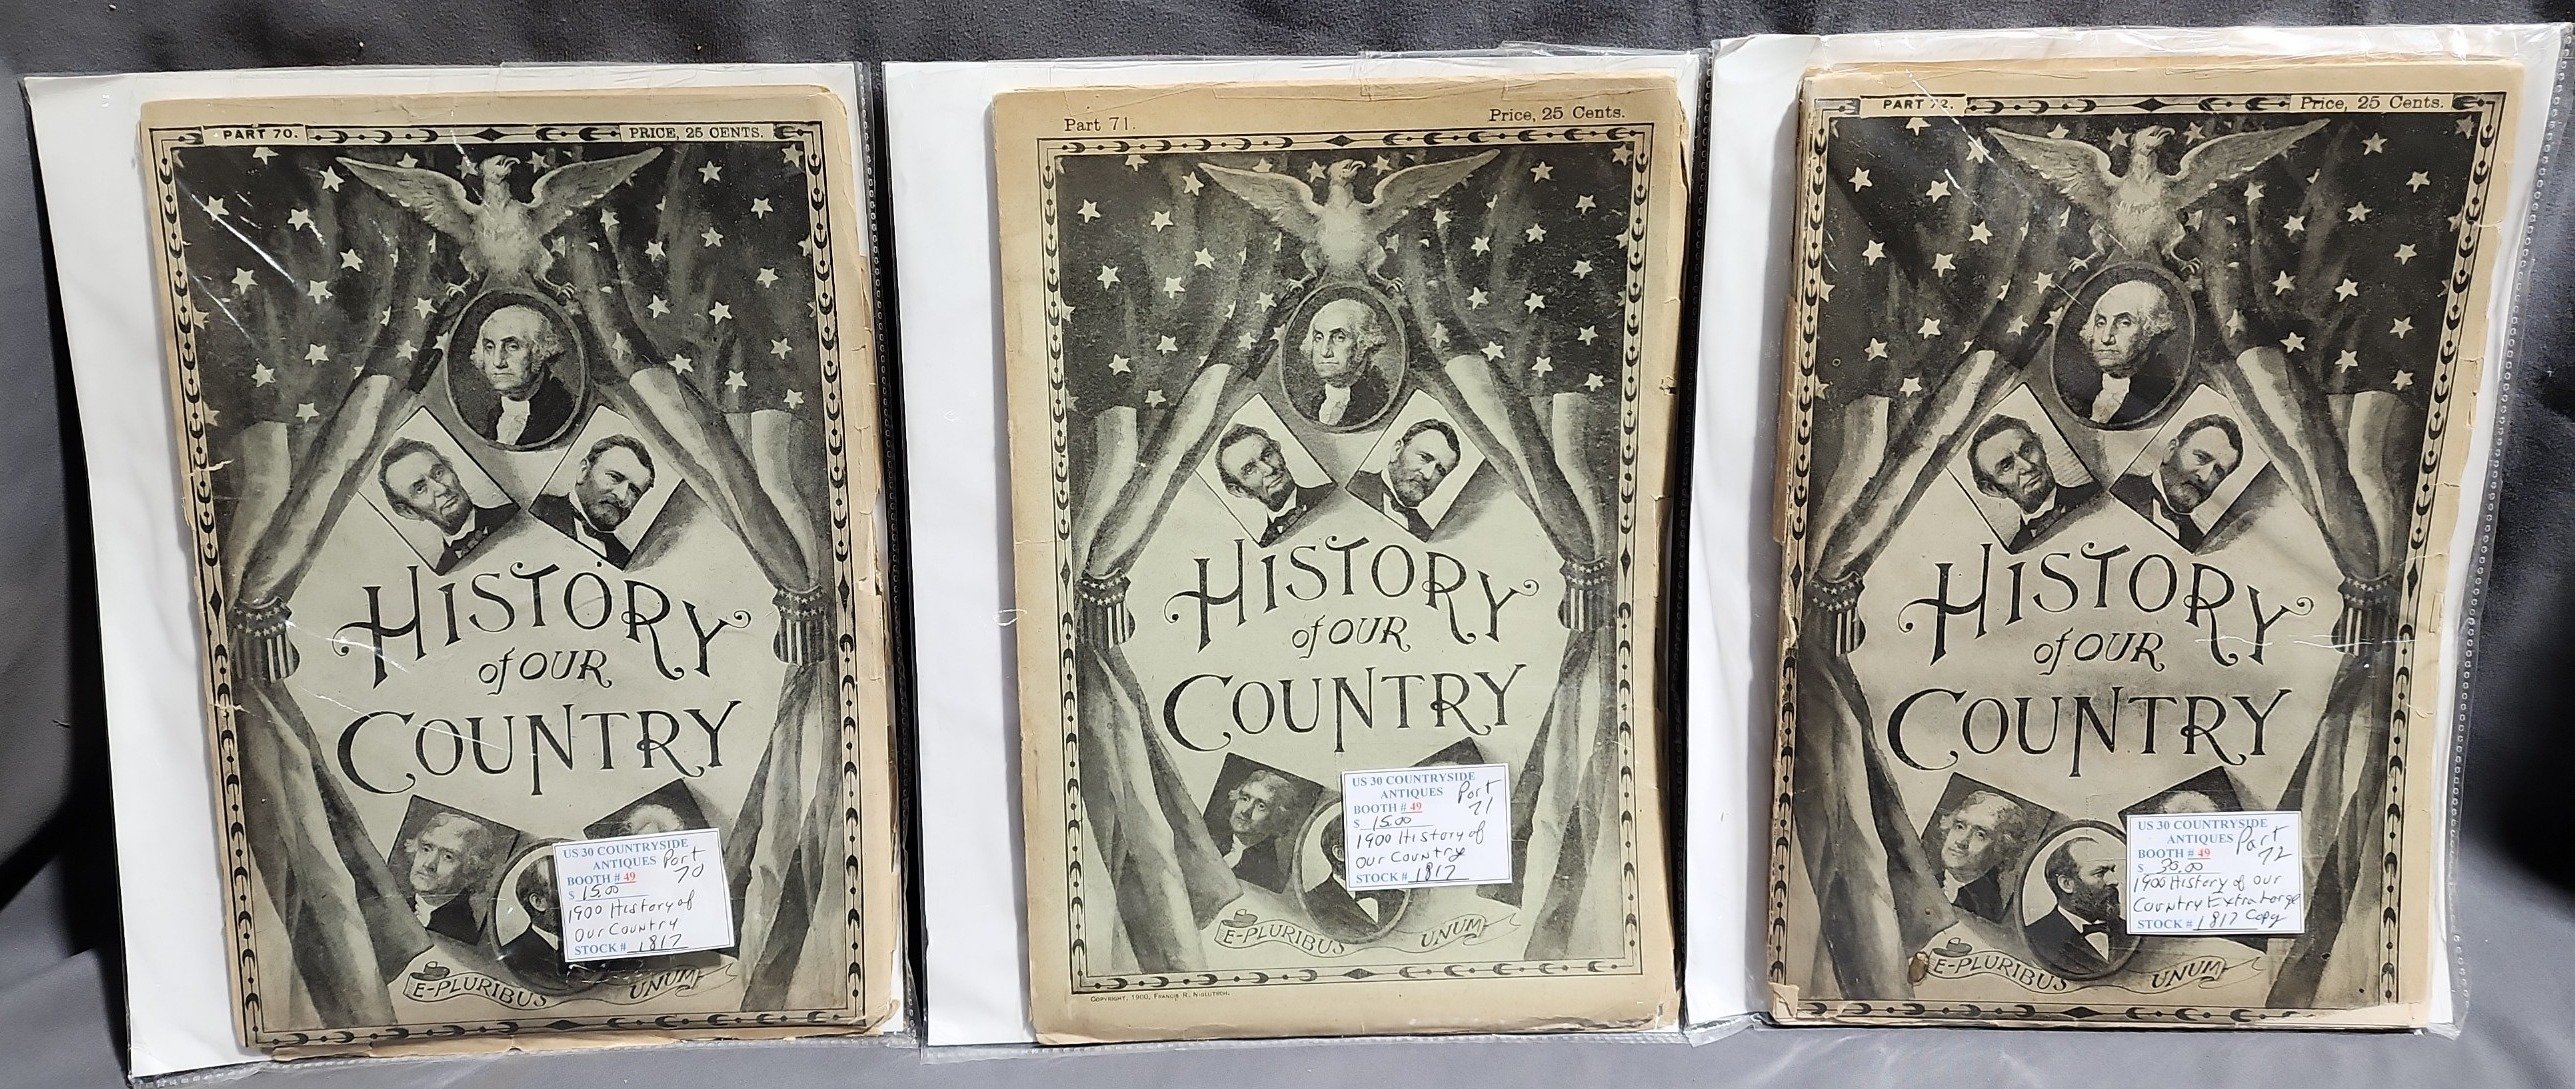 PART 70. PRICE, 25 CENTS.
HISTORY
of OUR
COUNTRY
US 30 COUNTRYSIDE
ANTIQUES Part
BOOTH # 49 70
$ 15.00
1900 History of
Our Country
STOCK # 1817
E-PLURIBUS UNUM
Part 71. Price, 25 Cents.
HISTORY
of OUR
COUNTRY
US 30 COUNTRYSIDE
ANTIQUES Part
BOOTH # 49 71
$ 15.00
1900 History of
Our Country
STOCK # 1817
E-PLURIBUS UNUM
COPYRIGHT, 1900, FRANCIS R. NIGLUTSCH.
PART 72. Price, 25 Cents.
HISTORY
of OUR
COUNTRY
US 30 COUNTRYSIDE
ANTIQUES Part
BOOTH # 49 72
$ 30.00
1900 History of Our
Country Extra Large
STOCK # 1817 Copy
E-PLURIBUS UNUM